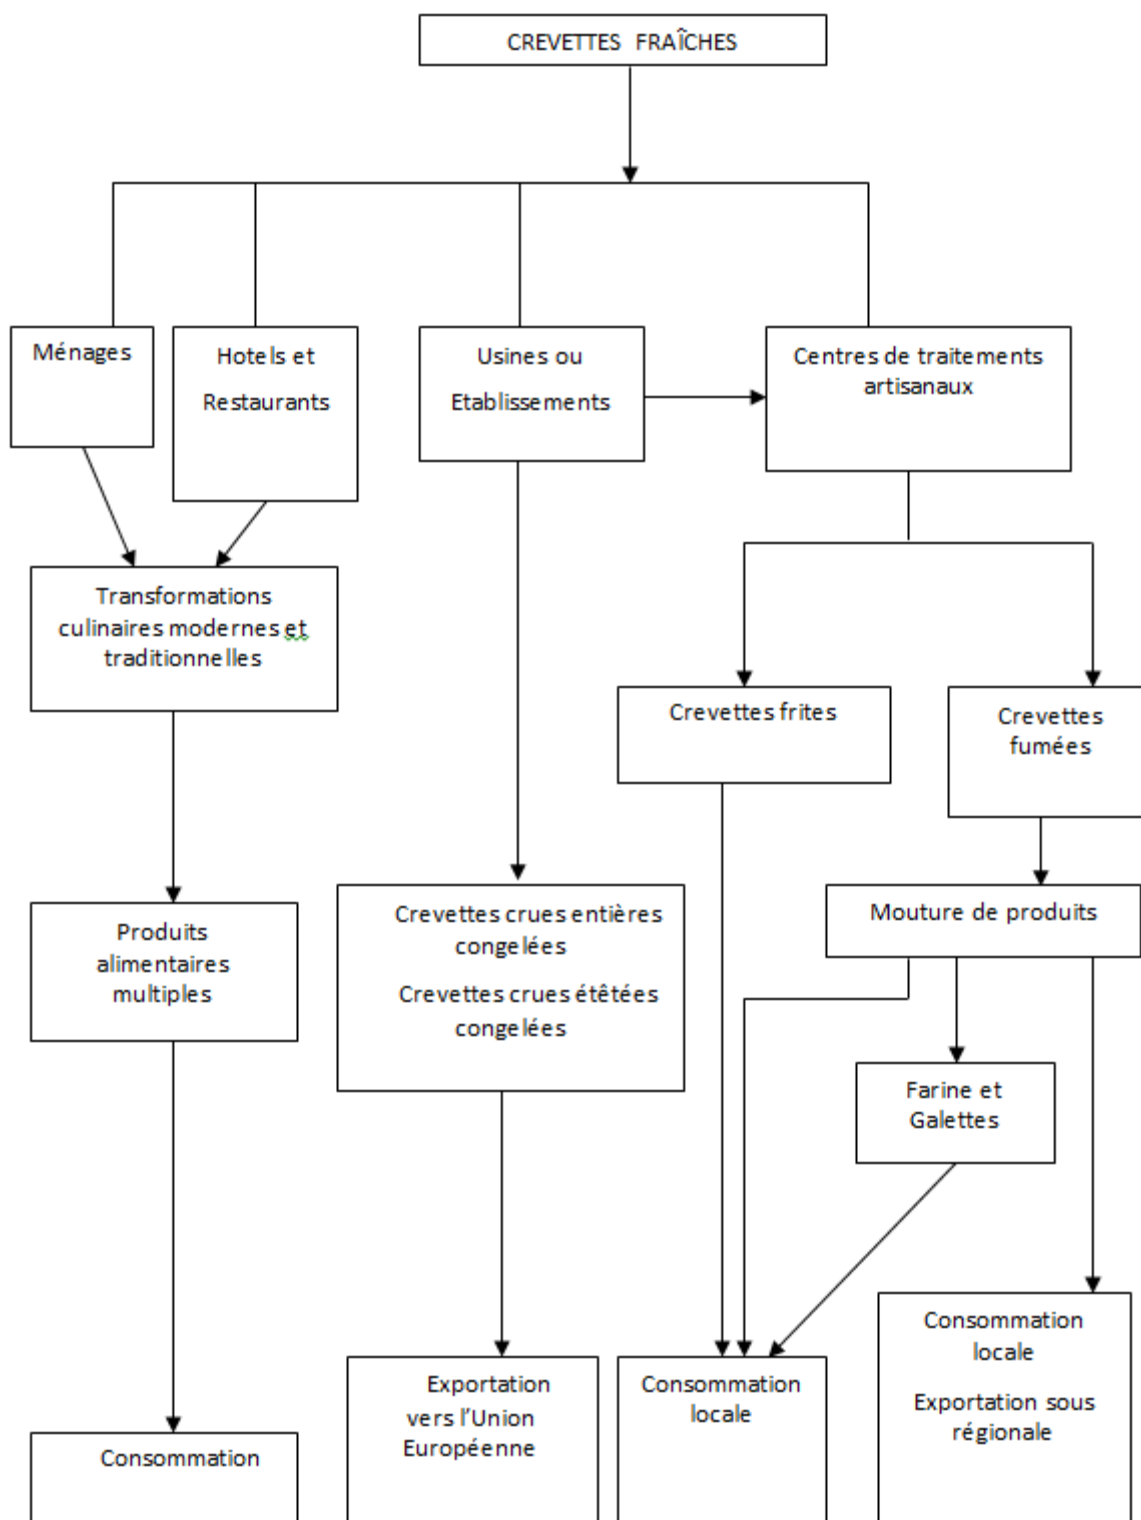 CREVETTES FRAÎCHES
Ménages
Hotels et
Restaurants
Usines ou
Etablissements
Centres de traitements
artisanaux
Transformations
culinaires modernes et
traditionnelles
Crevettes frites
Crevettes
fumées
Produits
alimentaires
multiples
Crevettes crues entières
congelées
Crevettes crues étêtées
congelées
Mouture de produits
Farine et
Galettes
Consommation
Exportation
vers l’Union
Européenne
Consommation
locale
Consommation
locale
Exportation sous
régionale